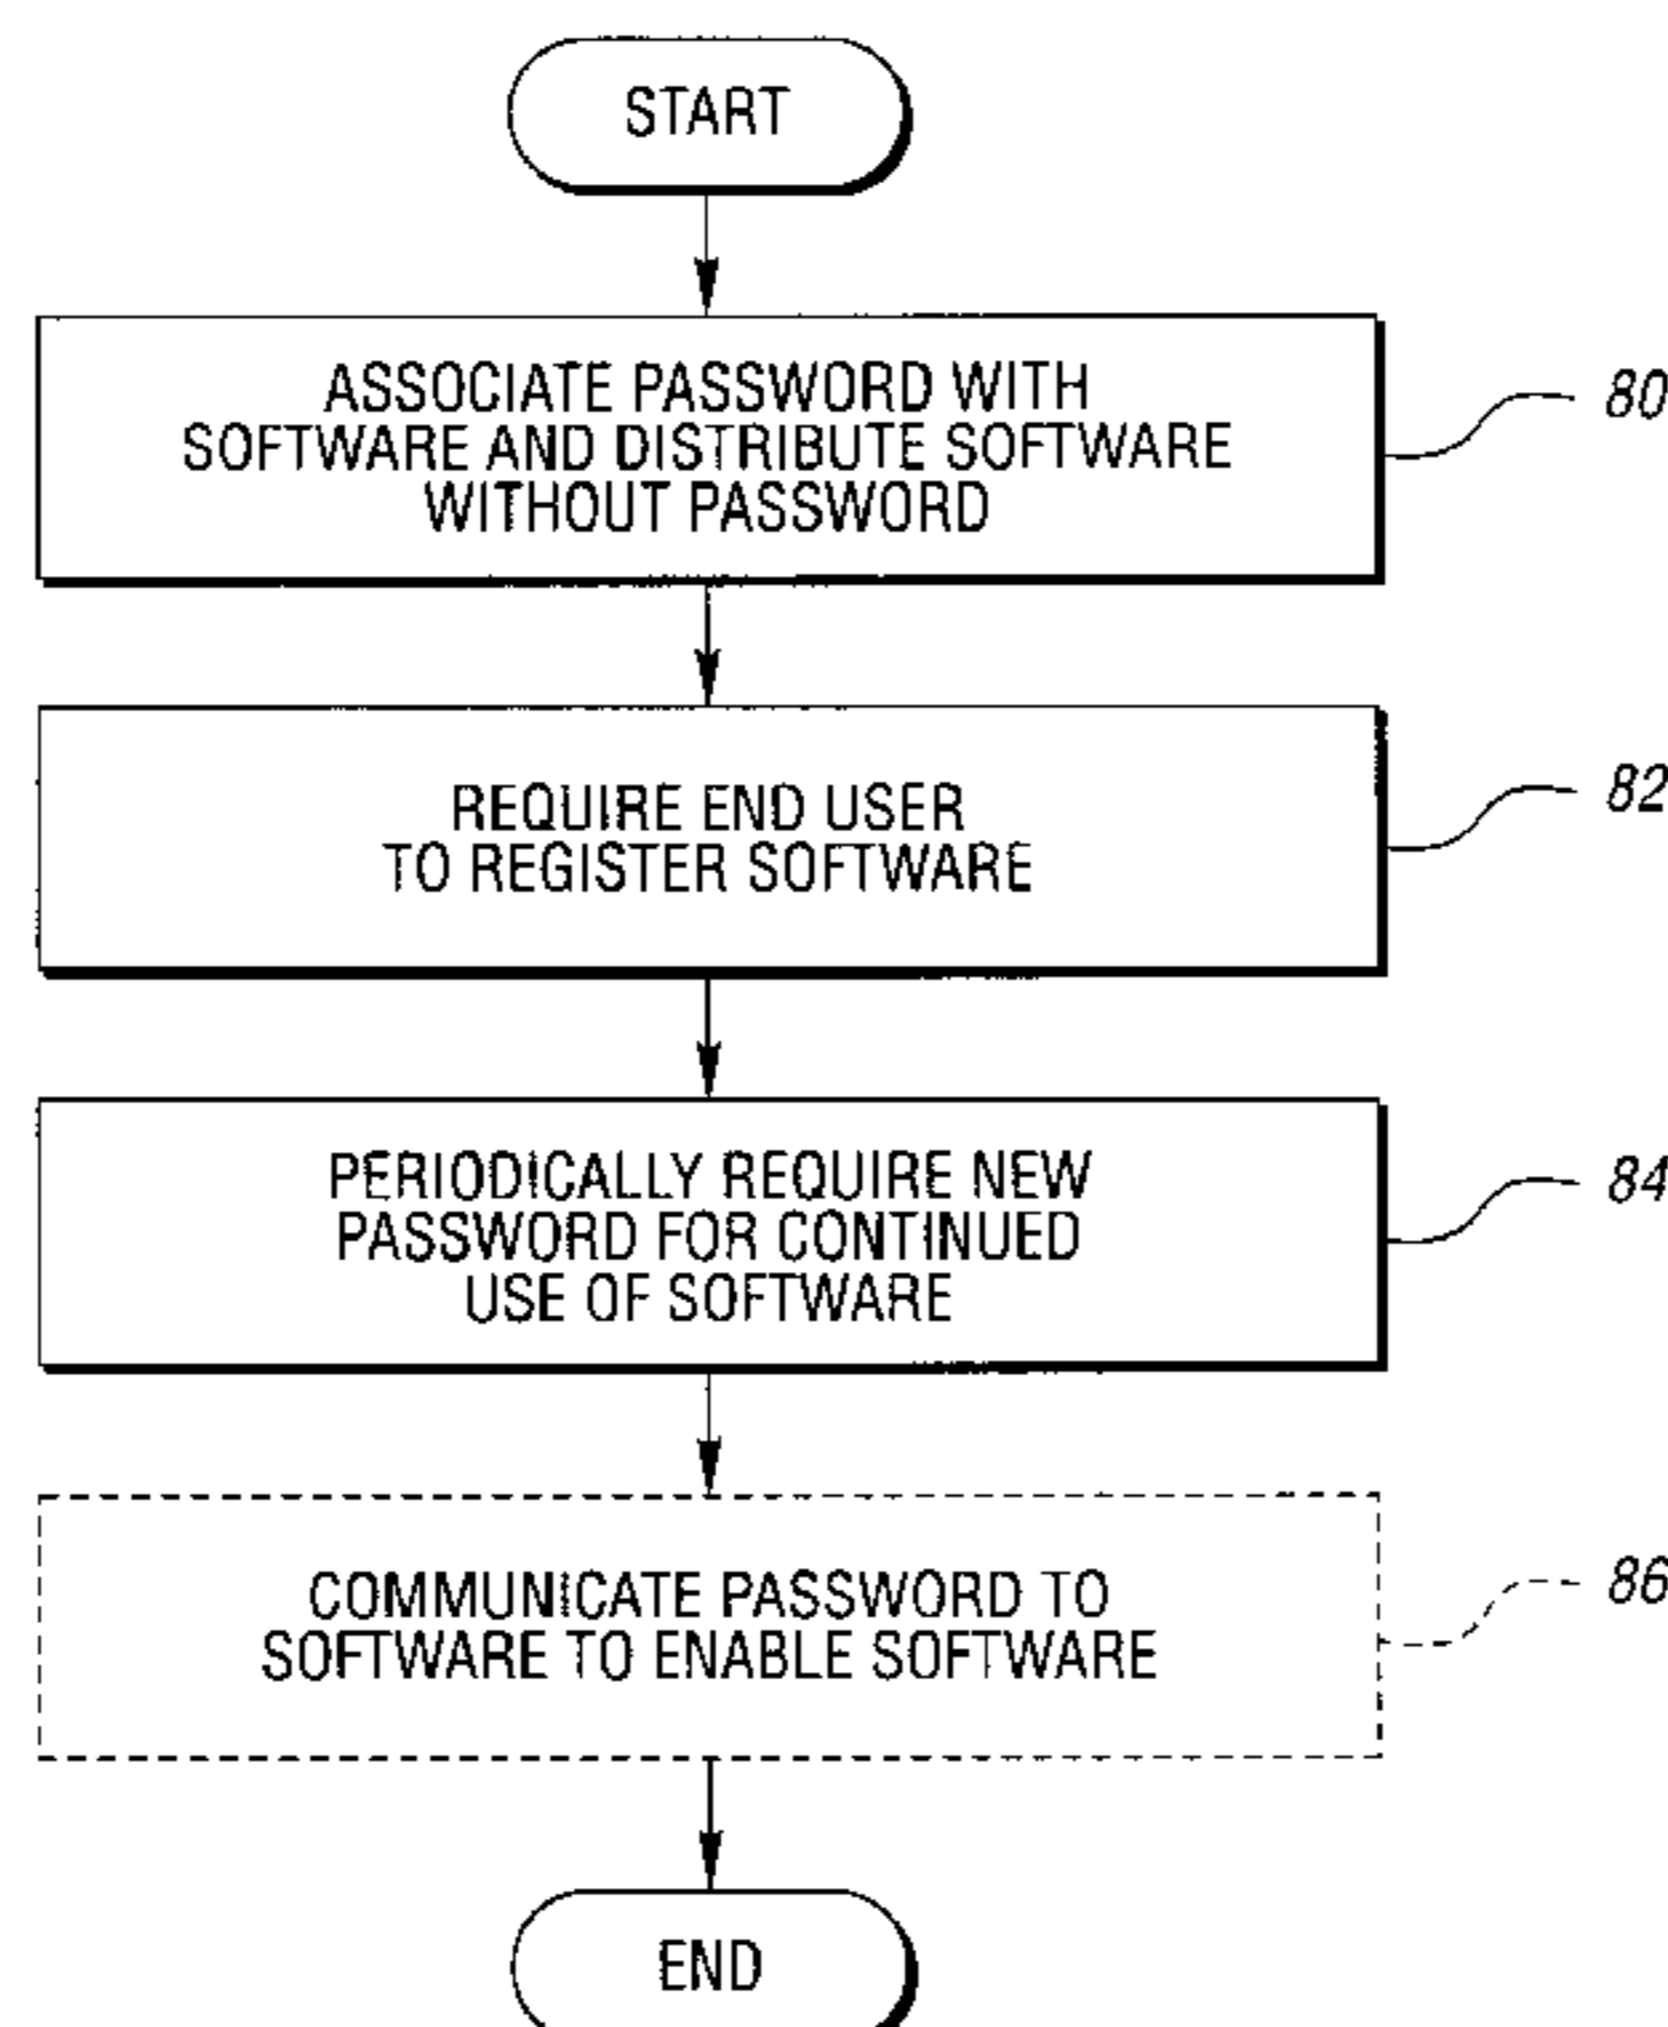 START
ASSOCIATE PASSWORD WITH
SOFTWARE AND DISTRIBUTE SOFTWARE
WITHOUT PASSWORD
80
REQUIRE END USER
TO REGISTER SOFTWARE
82
PERIODICALLY REQUIRE NEW
PASSWORD FOR CONTINUED
USE OF SOFTWARE
84
COMMUNICATE PASSWORD TO
SOFTWARE TO ENABLE SOFTWARE
86
END